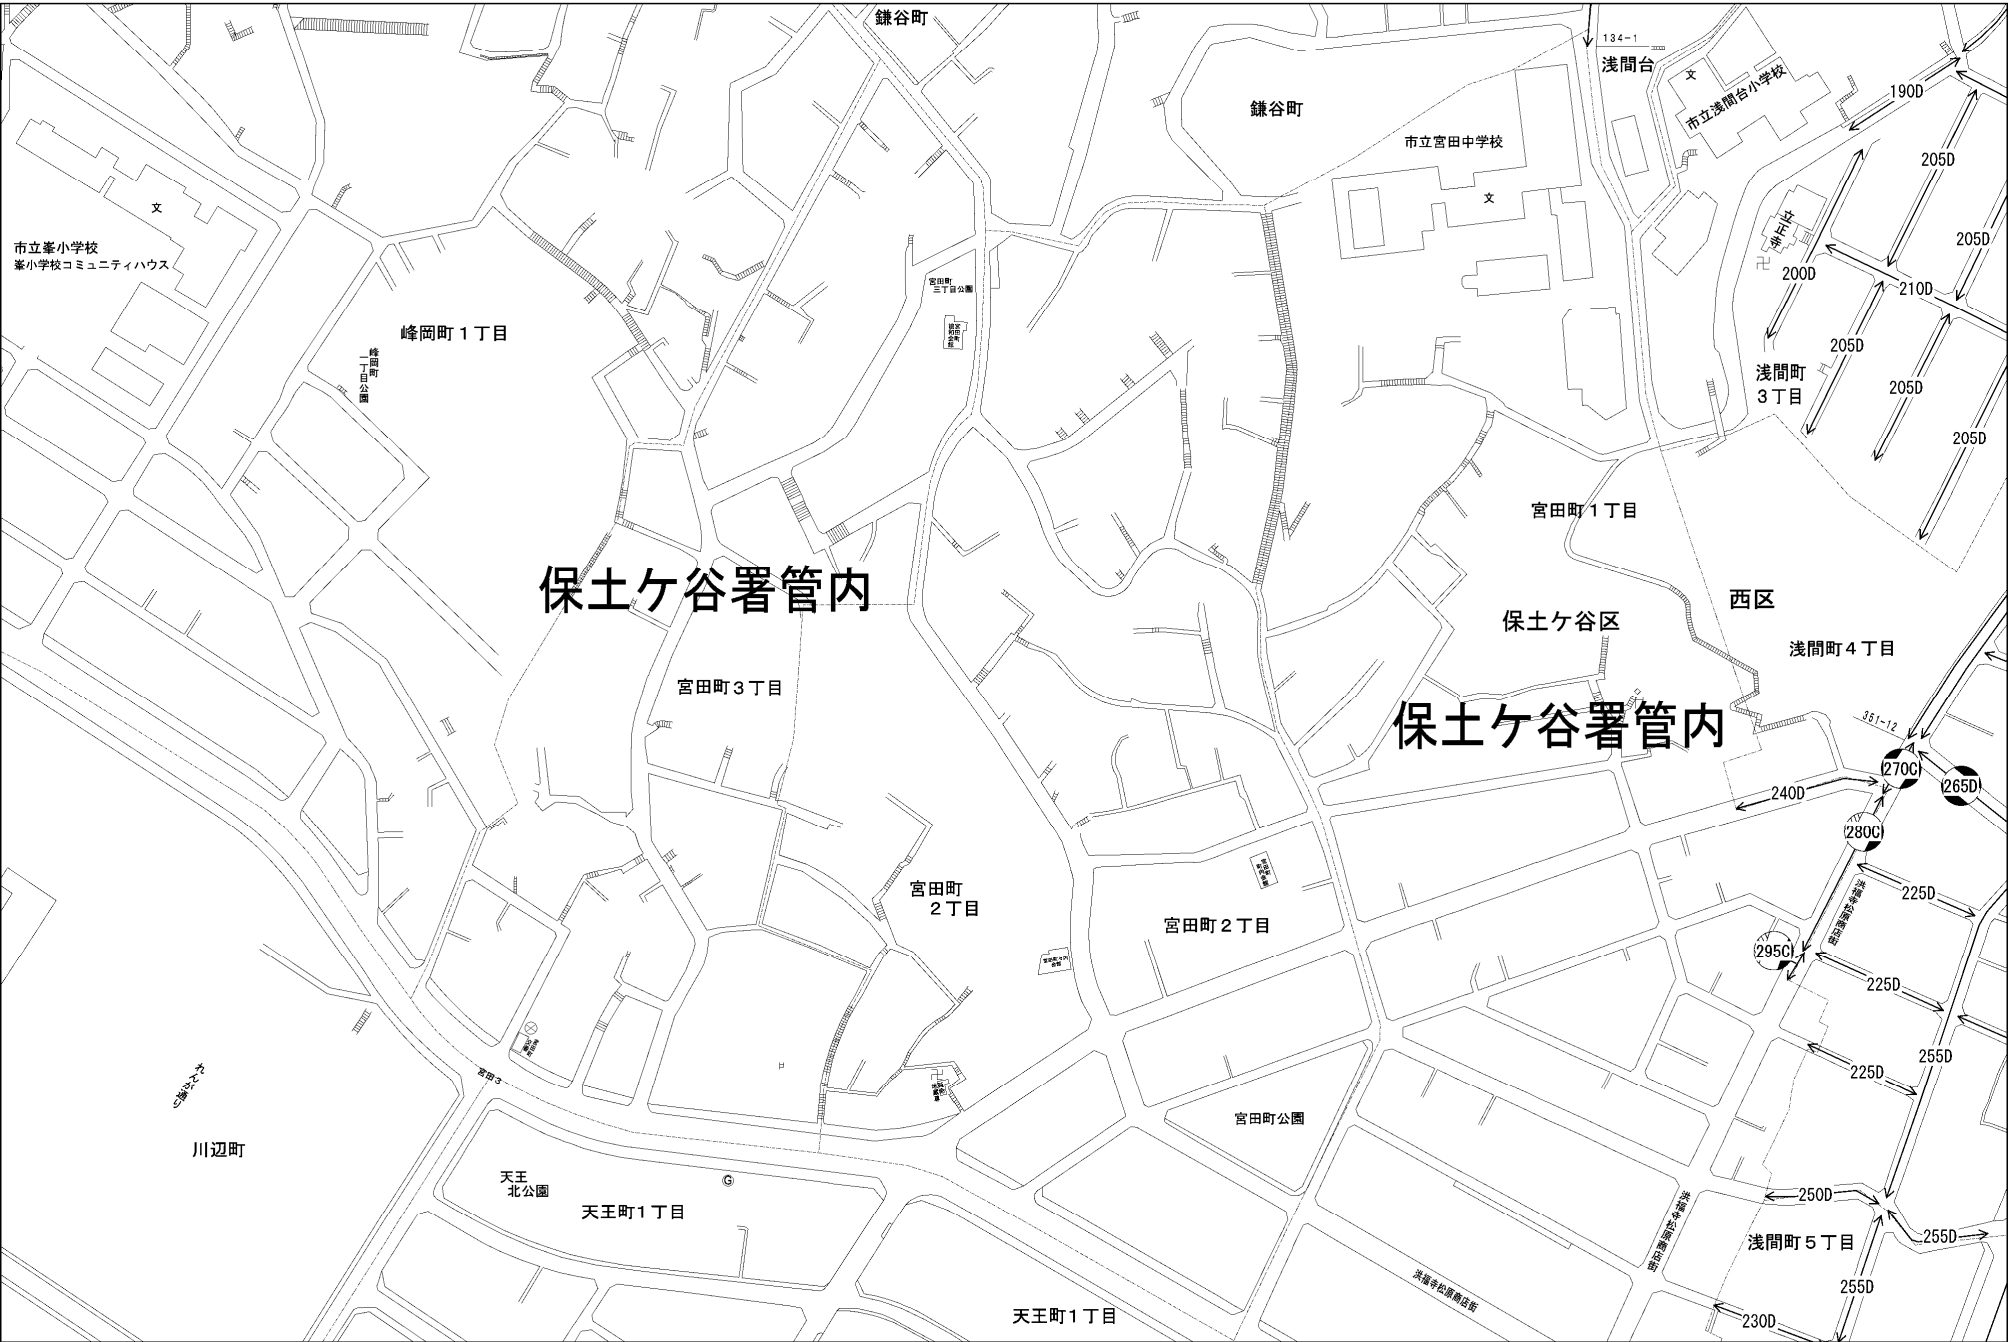 鎌谷町
134-1
浅間台
文
市立浅間台小学校
190D
鎌谷町
市立宮田中学校
文
205D
文
立正寺
205D
市立峯小学校
峯小学校コミュニティハウス
200D
宮田町
三丁目公園
210D
峰岡町１丁目
205D
峰岡町
一丁目公園
浅間町
３丁目
205D
205D
宮田町１丁目
保土ケ谷署管内
西区
保土ケ谷区
浅間町４丁目
宮田町３丁目
保土ケ谷署管内
351-12
270C
265D
240D
280C
宮田町
２丁目
225D
洪福寺松原商店街
宮田町２丁目
295C
225D
255D
225D
宮田３
れんが通り
宮田町公園
川辺町
天王
北公園
G
天王町１丁目
250D
洪福寺松原商店街
255D
浅間町５丁目
255D
洪福寺松原商店街
天王町１丁目
230D